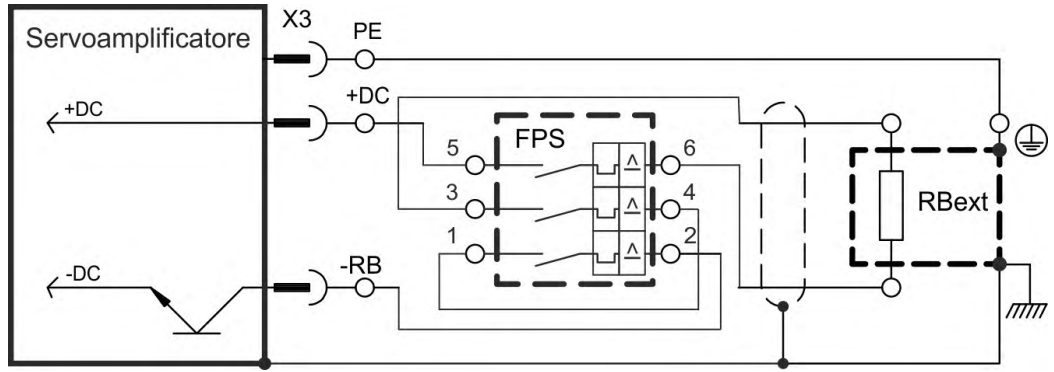 X3
PE
Servoamplificatore
+DC
+DC
FPS
5
6
3
4
RBext
1
2
-RB
-DC